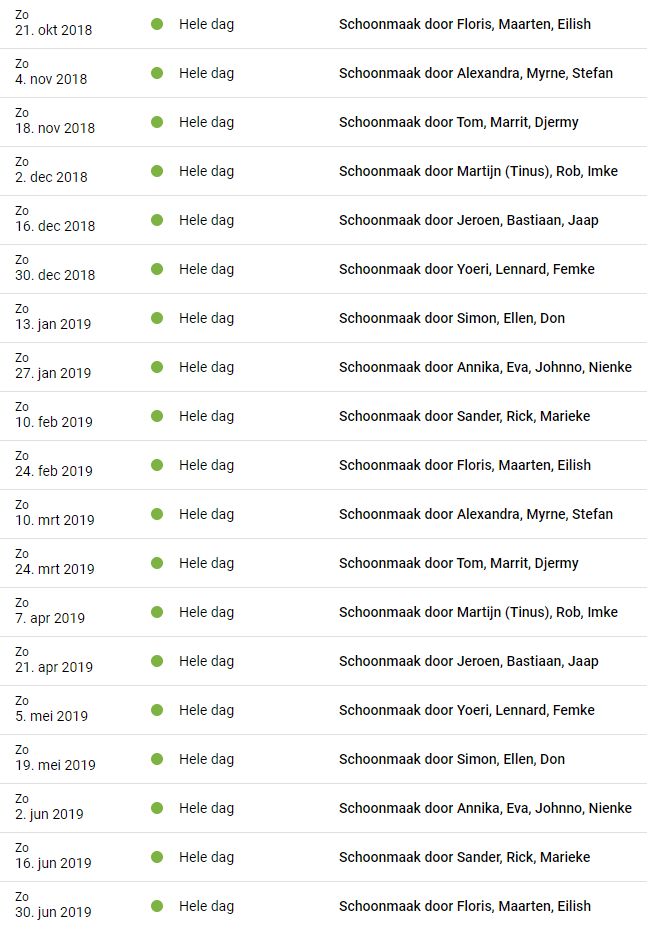 Zo
21. okt 2018 Hele dag Schoonmaak door Floris, Maarten, Eilish
Zo
4. nov 2018 Hele dag Schoonmaak door Alexandra, Myrne, Stefan
Zo
18. nov 2018 Hele dag Schoonmaak door Tom, Marrit, Djermy
Zo
2. dec 2018 Hele dag Schoonmaak door Martijn (Tinus), Rob, Imke
Zo
16. dec 2018 Hele dag Schoonmaak door Jeroen, Bastiaan, Jaap
Zo
30. dec 2018 Hele dag Schoonmaak door Yoeri, Lennard, Femke
Zo
13. jan 2019 Hele dag Schoonmaak door Simon, Ellen, Don
Zo
27. jan 2019 Hele dag Schoonmaak door Annika, Eva, Johnno, Nienke
Zo
10. feb 2019 Hele dag Schoonmaak door Sander, Rick, Marieke
Zo
24. feb 2019 Hele dag Schoonmaak door Floris, Maarten, Eilish
Zo
10. mrt 2019 Hele dag Schoonmaak door Alexandra, Myrne, Stefan
Zo
24. mrt 2019 Hele dag Schoonmaak door Tom, Marrit, Djermy
Zo
7. apr 2019 Hele dag Schoonmaak door Martijn (Tinus), Rob, Imke
Zo
21. apr 2019 Hele dag Schoonmaak door Jeroen, Bastiaan, Jaap
Zo
5. mei 2019 Hele dag Schoonmaak door Yoeri, Lennard, Femke
Zo
19. mei 2019 Hele dag Schoonmaak door Simon, Ellen, Don
Zo
2. jun 2019 Hele dag Schoonmaak door Annika, Eva, Johnno, Nienke
Zo
16. jun 2019 Hele dag Schoonmaak door Sander, Rick, Marieke
Zo
30. jun 2019 Hele dag Schoonmaak door Floris, Maarten, Eilish